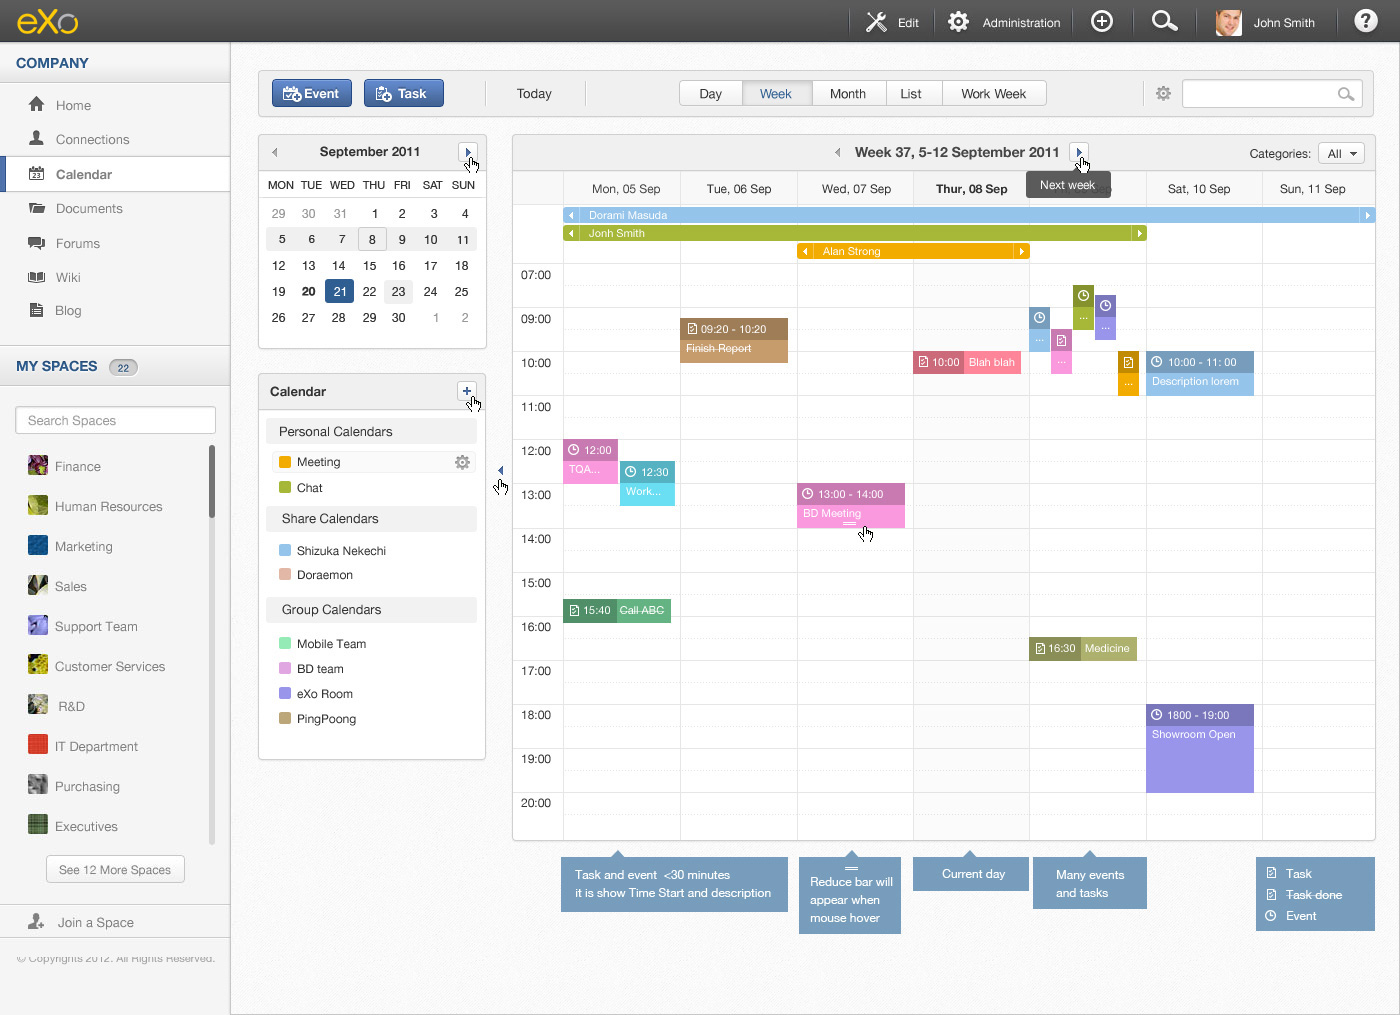 eXo
Edit
Administration
John Smith
?
COMPANY
Home
Connections
23
Calendar
Documents
Forums
Wiki
Blog
MY SPACES 22
Search Spaces
Finance
Human Resources
Marketing
Sales
Support Team
Customer Services
R&D
IT Department
Purchasing
Executives
See 12 More Spaces
Join a Space
© Copyrights 2012. All Rights Reserved.
Event
Task
Today
Day Week Month List Work Week
September 2011
MON TUE WED THU FRI SAT SUN
29 30 31 1 2 3 4
5 6 7 8 9 10 11
12 13 14 15 16 17 18
19 20 21 22 23 24 25
26 27 28 29 30 1 2
Calendar +
Personal Calendars
Meeting
Chat
Share Calendars
Shizuka Nekechi
Doraemon
Group Calendars
Mobile Team
BD team
eXo Room
PingPoong
Week 37, 5-12 September 2011
Categories: All
Next week
Mon, 05 Sep Tue, 06 Sep Wed, 07 Sep Thur, 08 Sep Sat, 10 Sep Sun, 11 Sep
Dorami Masuda
Jonh Smith
Alan Strong
07:00
09:00
10:00
11:00
12:00
13:00
14:00
15:00
16:00
17:00
18:00
19:00
20:00
12:00
TQA...
12:30
Work...
15:40 Call ABC
09:20 - 10:20
Finish Report
13:00 - 14:00
BD Meeting
10:00 Blah blah
...
...
...
...
...
16:30 Medicine
10:00 - 11:00
Description lorem
1800 - 19:00
Showroom Open
Task and event <30 minutes
it is show Time Start and description
Reduce bar will
appear when
mouse hover
Current day
Many events
and tasks
Task
Task done
Event